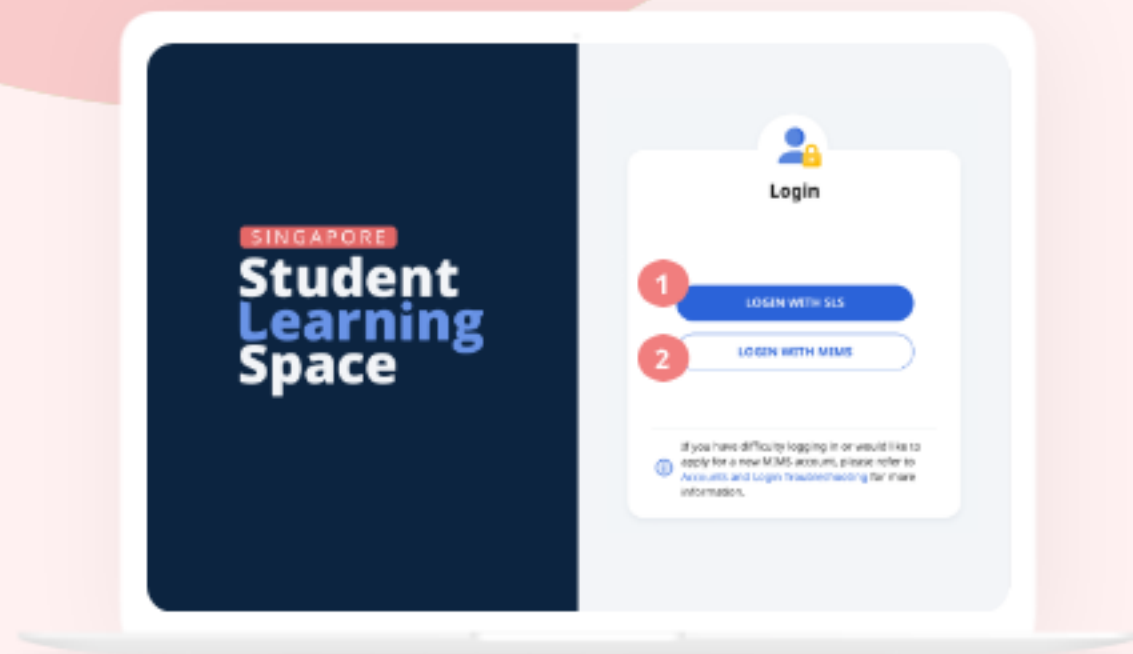 SINGAPORE
Student
Learning
Space
Login
1
LOGIN WITH SLS
2
LOGIN WITH MIMS
If you have difficulty logging in or would like to
apply for a new MIMS account, please refer to
Accounts and Login Troubleshooting for more
information.